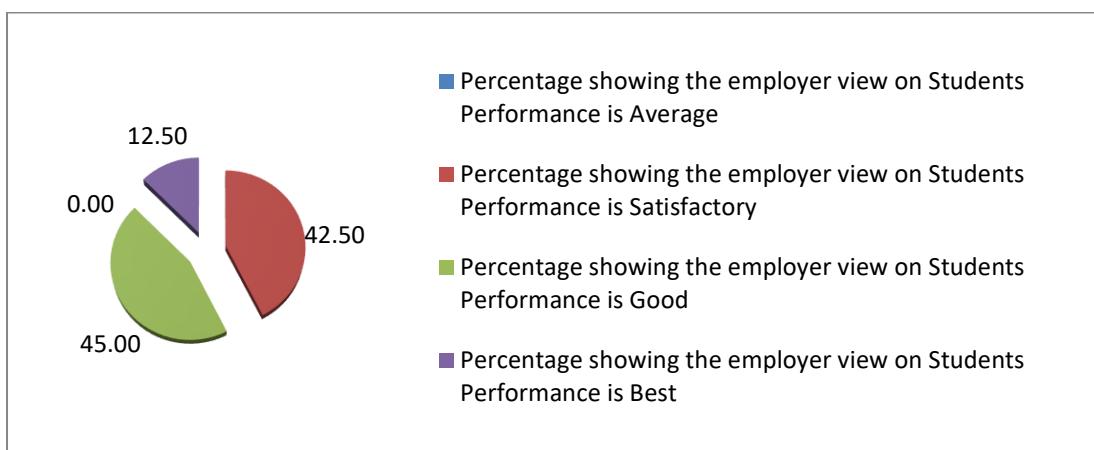 12.50
0.00
42.50
45.00
Percentage showing the employer view on Students
Performance is Average
Percentage showing the employer view on Students
Performance is Satisfactory
Percentage showing the employer view on Students
Performance is Good
Percentage showing the employer view on Students
Performance is Best